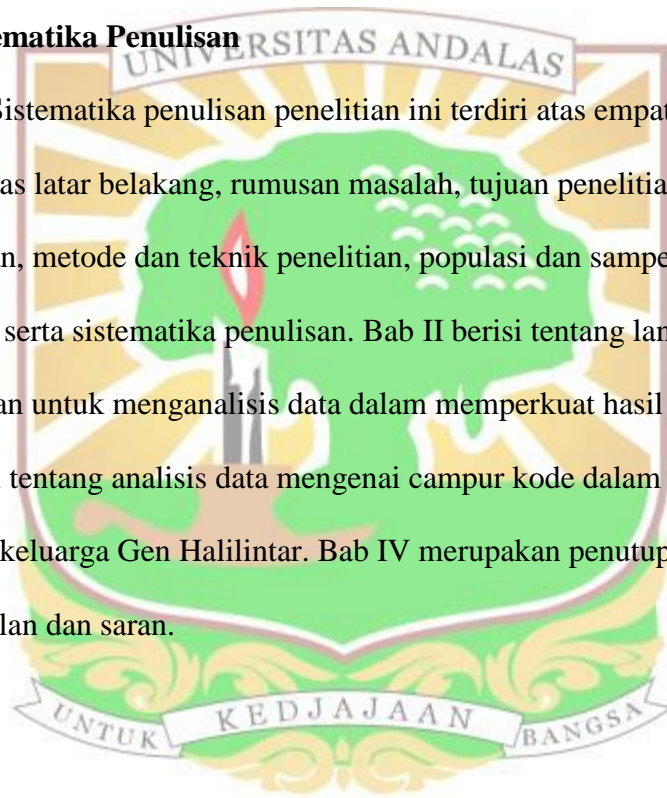 ematika Penulisan
UNIVERSITAS ANDALAS
Sistematika penulisan penelitian ini terdiri atas empat
as latar belakang, rumusan masalah, tujuan penelitia
n, metode dan teknik penelitian, populasi dan sampe
serta sistematika penulisan. Bab II berisi tentang lan
an untuk menganalisis data dalam memperkuat hasil
tentang analisis data mengenai campur kode dalam
keluarga Gen Halilintar. Bab IV merupakan penutup
lan dan saran.
UNTUK KEDJAJAAN BANGSA